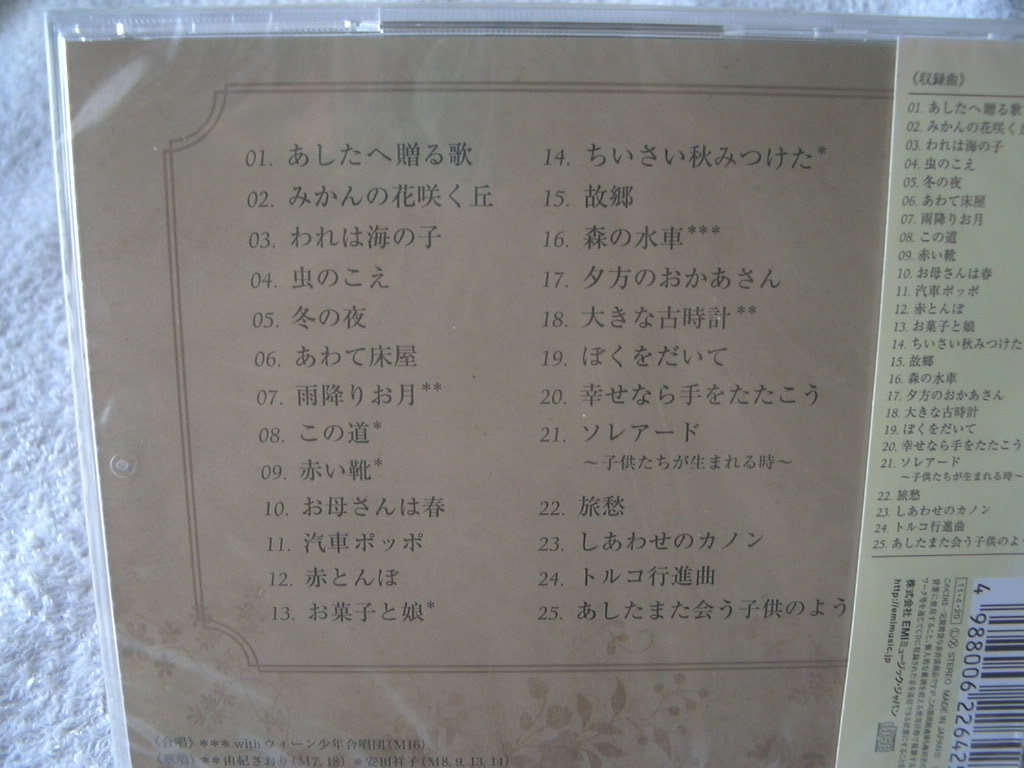 01. あしたへ贈る歌
02. みかんの花咲く丘
03. われは海の子
04. 虫のこえ
05. 冬の夜
06. あわて床屋
07. 雨降りお月**
08. この道*
09. 赤い靴*
10. お母さんは春
11. 汽車ポッポ
12. 赤とんぼ
13. お菓子と娘*
14. ちいさい秋みつけた*
15. 故郷
16. 森の水車***
17. 夕方のおかあさん
18. 大きな古時計**
19. ぼくをだいて
20. 幸せなら手をたたこう
21. ソレアード
～子供たちが生まれる時～
22. 旅愁
23. しあわせのカノン
24. トルコ行進曲
25. あしたまた会う子供のよう
〈合唱〉***withウィーン少年合唱団(M16)
〈歌唱〉**由紀さおり(M7, 18) *安田祥子(M8, 9, 13, 14)
〈収録曲〉
01. あしたへ贈る歌
02. みかんの花咲く丘
03. われは海の子
04. 虫のこえ
05. 冬の夜
06. あわて床屋
07. 雨降りお月
08. この道
09. 赤い靴
10. お母さんは春
11. 汽車ポッポ
12. 赤とんぼ
13. お菓子と娘
14. ちいさい秋みつけた
15. 故郷
16. 森の水車
17. 夕方のおかあさん
18. 大きな古時計
19. ぼくをだいて
20. 幸せなら手をたたこう
21. ソレアード
～子供たちが生まれる時～
22. 旅愁
23. しあわせのカノン
24. トルコ行進曲
25. あしたまた会う子供のよう
11・4・20 STEREO MADE IN JAPAN
株式会社 EMIミュージック・ジャパン
http://emimusic.jp
4 988006 22642